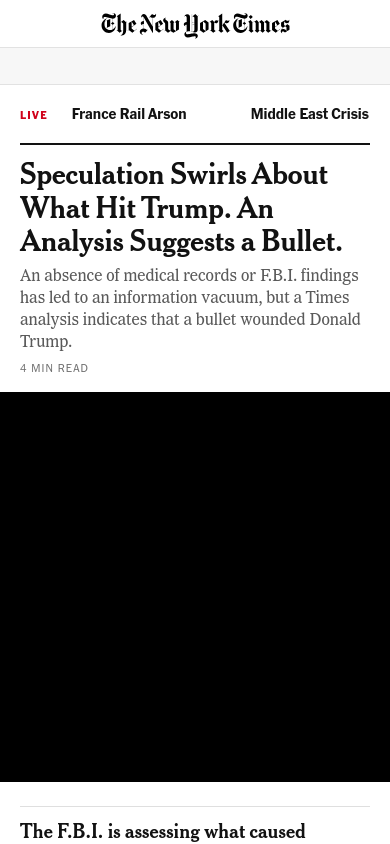 The New York Times
LIVE France Rail Arson Middle East Crisis
Speculation Swirls About
What Hit Trump. An
Analysis Suggests a Bullet.
An absence of medical records or F.B.I. findings
has led to an information vacuum, but a Times
analysis indicates that a bullet wounded Donald
Trump.
4 MIN READ
The F.B.I. is assessing what caused